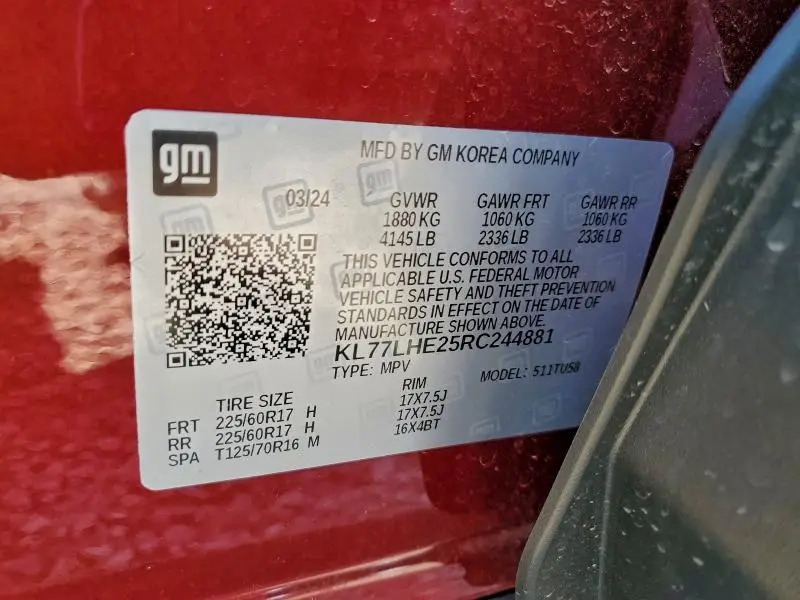 gm
MFD BY GM KOREA COMPANY
03/24 GVWR GAWR FRT GAWR RR
1880 KG 1060 KG 1060 KG
4145 LB 2336 LB 2336 LB
THIS VEHICLE CONFORMS TO ALL
APPLICABLE U.S. FEDERAL MOTOR
VEHICLE SAFETY AND THEFT PREVENTION
STANDARDS IN EFFECT ON THE DATE OF
MANUFACTURE SHOWN ABOVE.
KL77LHE25RC244881
TYPE: MPV MODEL: 511TU58
TIRE SIZE RIM
FRT 225/60R17 H 17X7.5J
RR 225/60R17 H 17X7.5J
SPA T125/70R16 M 16X4BT